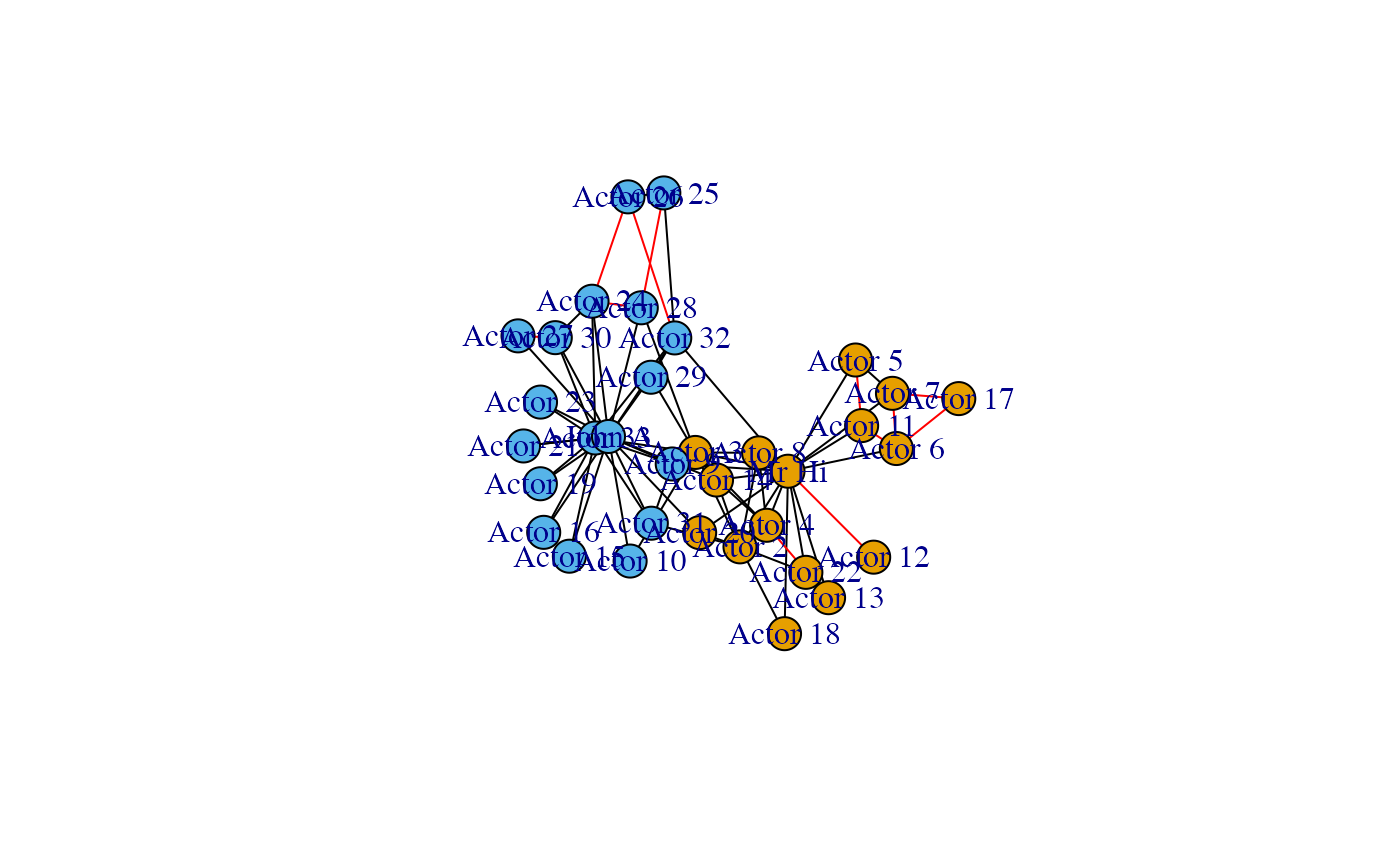 Actor 26
Actor 25
Actor 24
Actor 28
Actor 27
Actor 30
Actor 32
Actor 5
Actor 29
Actor 7
Actor 17
Actor 23
Actor 11
John A
Actor 33
Actor 21
Actor 6
Actor 3
Actor 8
Actor 9
Mr Hi
Actor 14
Actor 19
Actor 31
Actor 4
Actor 16
Actor 20
Actor 2
Actor 15
Actor 10
Actor 12
Actor 22
Actor 13
Actor 18